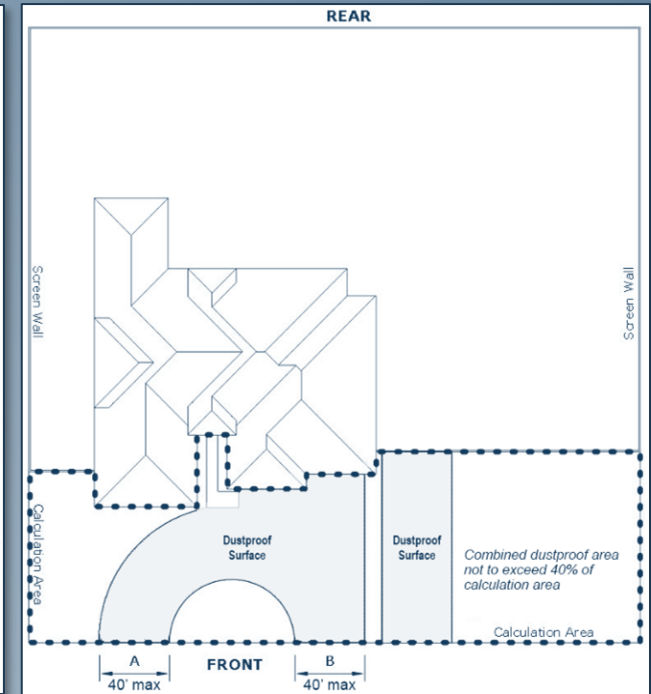 REAR
Screen Wall
Screen Wall
Calculation Area
Dustproof
Surface
Dustproof
Surface
Combined dustproof area
not to exceed 40% of
calculation area
Calculation Area
A
FRONT
B
40' max
40' max